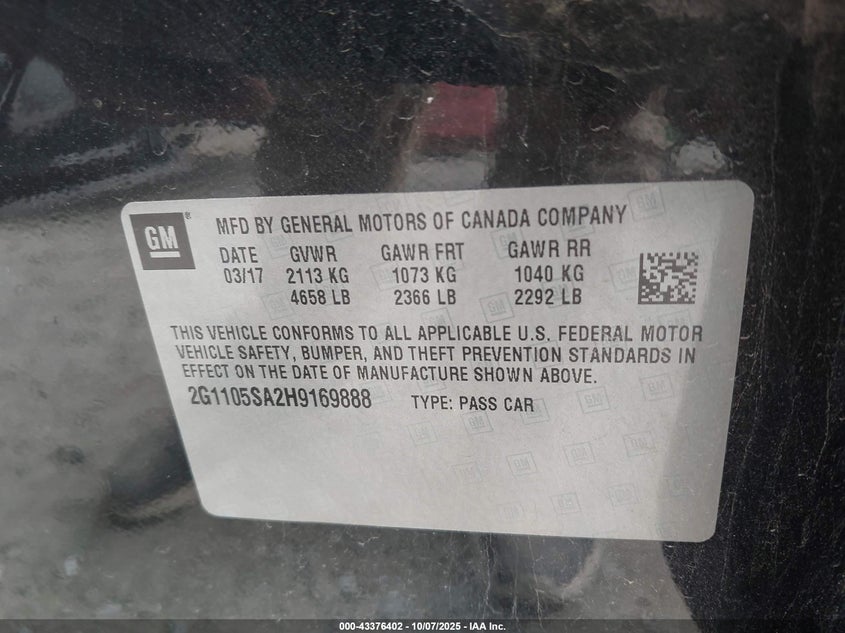 GM
MFD BY GENERAL MOTORS OF CANADA COMPANY
DATE GVWR GAWR FRT GAWR RR
03/17 2113 KG 1073 KG 1040 KG
4658 LB 2366 LB 2292 LB
THIS VEHICLE CONFORMS TO ALL APPLICABLE U.S. FEDERAL MOTOR
VEHICLE SAFETY, BUMPER, AND THEFT PREVENTION STANDARDS IN
EFFECT ON THE DATE OF MANUFACTURE SHOWN ABOVE.
2G1105SA2H9169888 TYPE: PASS CAR
000-43376402 - 10/07/2025 - IAA Inc.